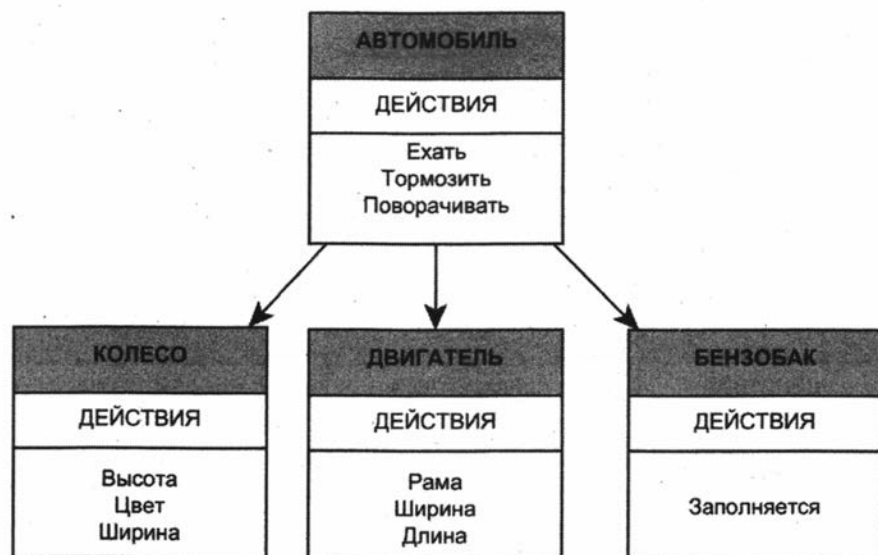 АВТОМОБИЛЬ
ДЕЙСТВИЯ
Ехать
Тормозить
Поворачивать
КОЛЕСО
ДЕЙСТВИЯ
Высота
Цвет
Ширина
ДВИГАТЕЛЬ
ДЕЙСТВИЯ
Рама
Ширина
Длина
БЕНЗОБАК
ДЕЙСТВИЯ
Заполняется